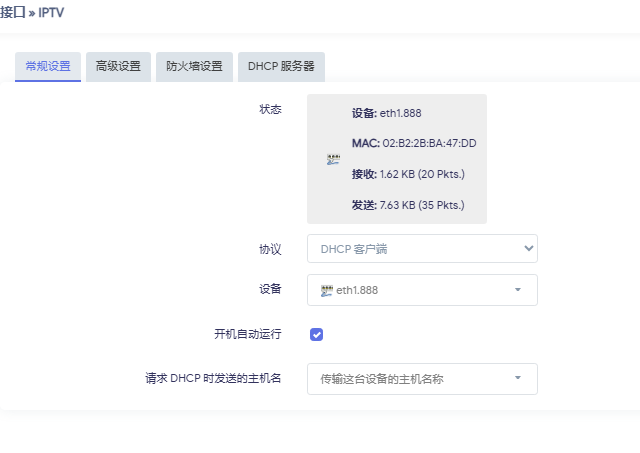 接口 » IPTV
常规设置 高级设置 防火墙设置 DHCP 服务器
状态
设备: eth1.888
MAC: 02:B2:2B:BA:47:DD
接收: 1.62 KB (20 Pkts.)
发送: 7.63 KB (35 Pkts.)
协议 DHCP 客户端
设备 eth1.888
开机自动运行
请求 DHCP 时发送的主机名 传输这台设备的主机名称